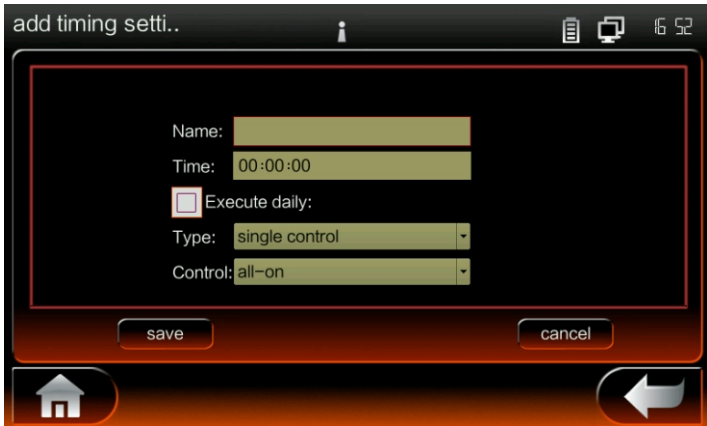 add timing setti..
16 52
Name:
Time: 00:00:00
Execute daily:
Type: single control
Control: all-on
save
cancel